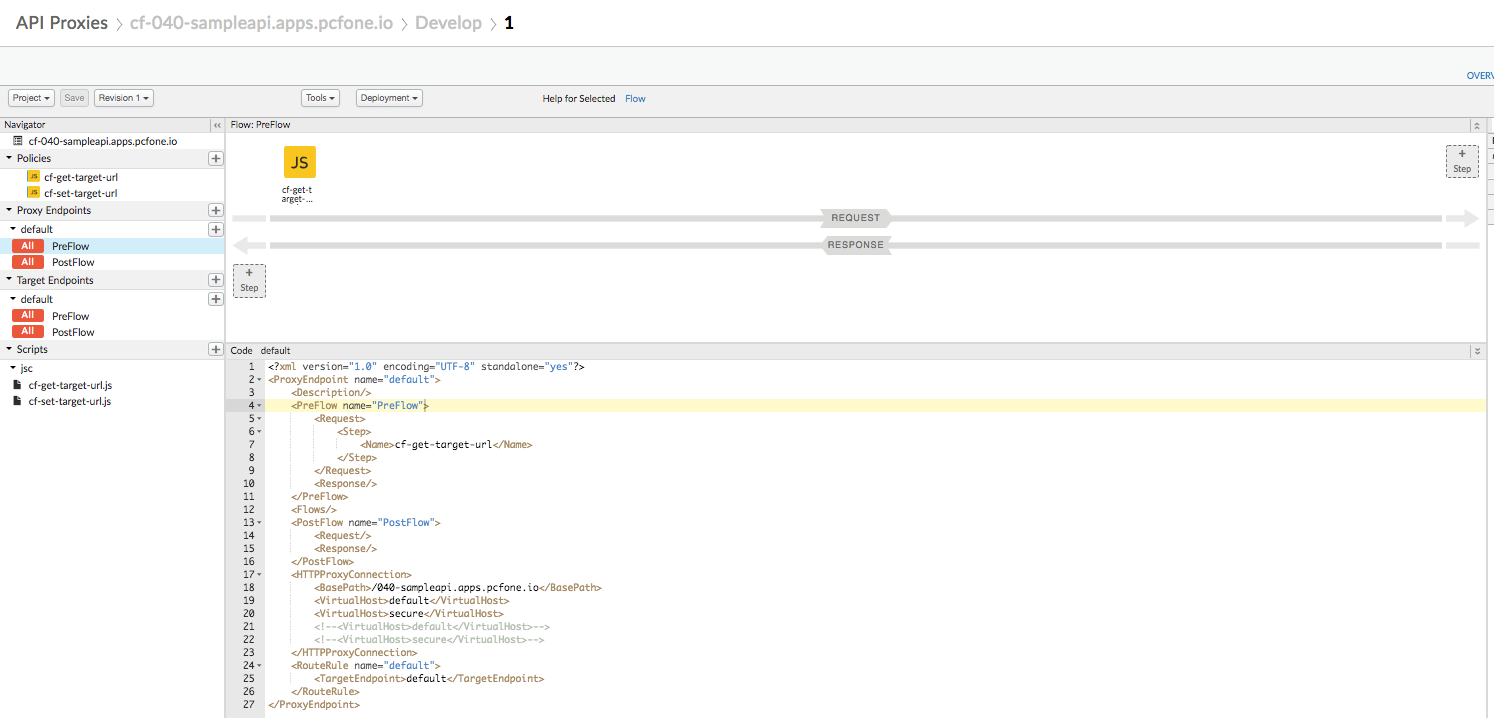 API Proxies > cf-040-sampleapi.apps.pcfone.io > Develop > 1
OVERV
Project Save Revision 1 Tools Deployment Help for Selected Flow
Navigator
cf-040-sampleapi.apps.pcfone.io
Policies
JS cf-get-target-url
JS cf-set-target-url
Proxy Endpoints
default
All PreFlow
All PostFlow
Target Endpoints
default
All PreFlow
All PostFlow
Scripts
jsc
cf-get-target-url.js
cf-set-target-url.js
Flow: PreFlow
JS
cf-get-t
arget-...
+
Step
REQUEST
RESPONSE
+
Step
Code default
1 <?xml version="1.0" encoding="UTF-8" standalone="yes"?>
2 <ProxyEndpoint name="default">
3 <Description/>
4 <PreFlow name="PreFlow">
5 <Request>
6 <Step>
7 <Name>cf-get-target-url</Name>
8 </Step>
9 </Request>
10 <Response/>
11 </PreFlow>
12 <Flows/>
13 <PostFlow name="PostFlow">
14 <Request/>
15 <Response/>
16 </PostFlow>
17 <HTTPProxyConnection>
18 <BasePath>/040-sampleapi.apps.pcfone.io</BasePath>
19 <VirtualHost>default</VirtualHost>
20 <VirtualHost>secure</VirtualHost>
21 <!--<VirtualHost>default</VirtualHost>-->
22 <!--<VirtualHost>secure</VirtualHost>-->
23 </HTTPProxyConnection>
24 <RouteRule name="default">
25 <TargetEndpoint>default</TargetEndpoint>
26 </RouteRule>
27 </ProxyEndpoint>